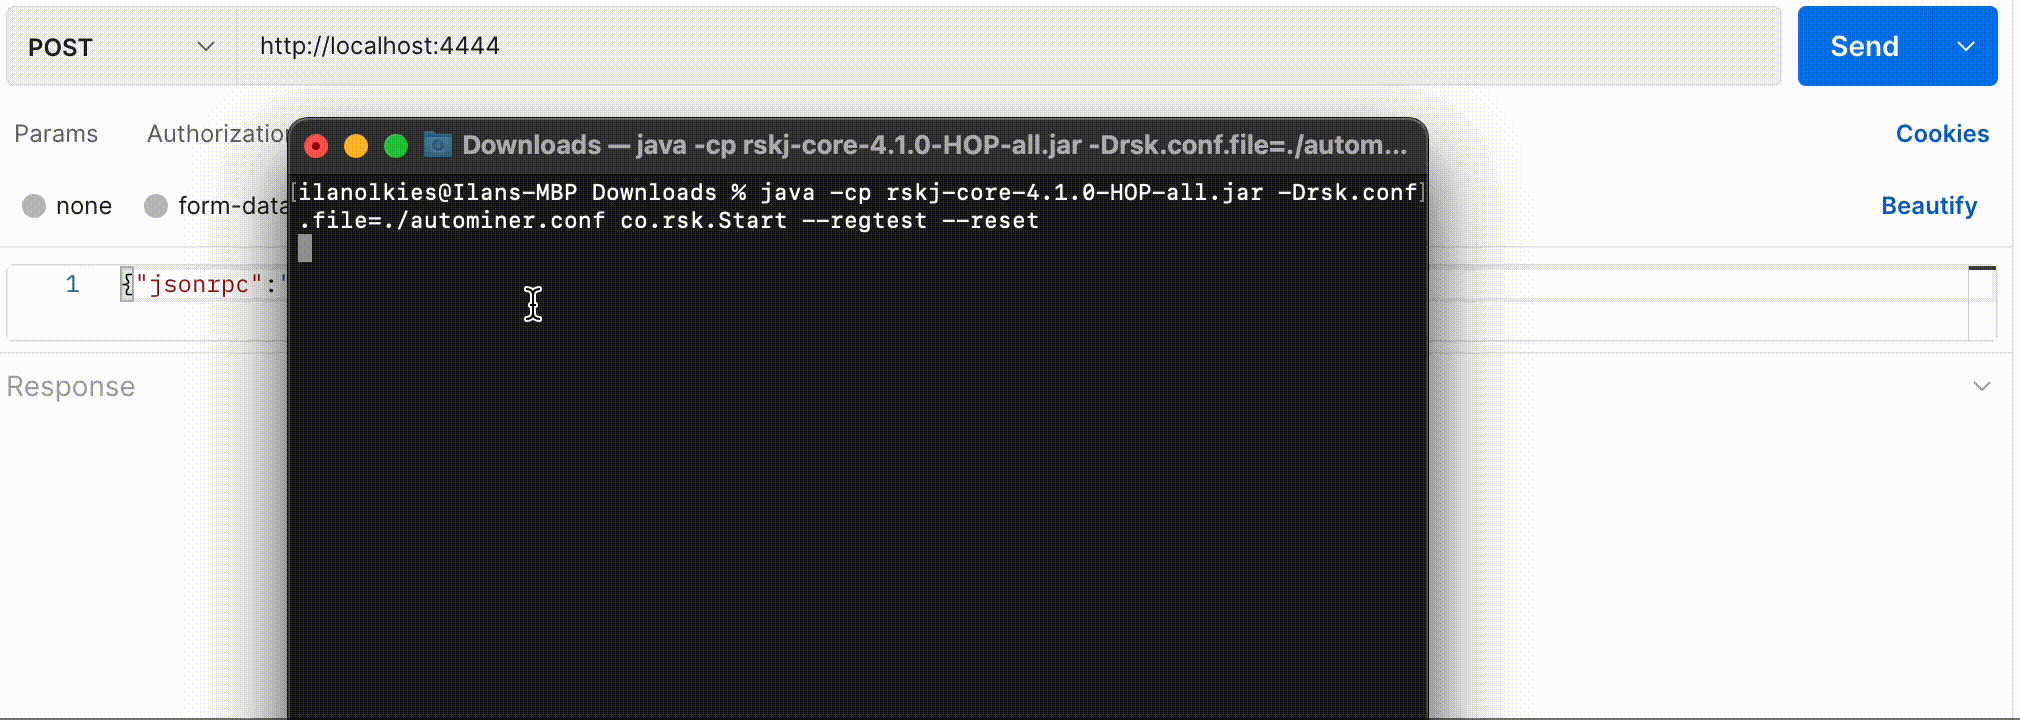 POST http://localhost:4444 Send
Params Authorization Cookies
Downloads — java -cp rskj-core-4.1.0-HOP-all.jar -Drsk.conf.file=./autom...
[ilanolkies@Ilans-MBP Downloads % java -cp rskj-core-4.1.0-HOP-all.jar -Drsk.conf]
.file=./autominer.conf co.rsk.Start --regtest --reset
none form-data Beautify
1 {"jsonrpc":"
Response